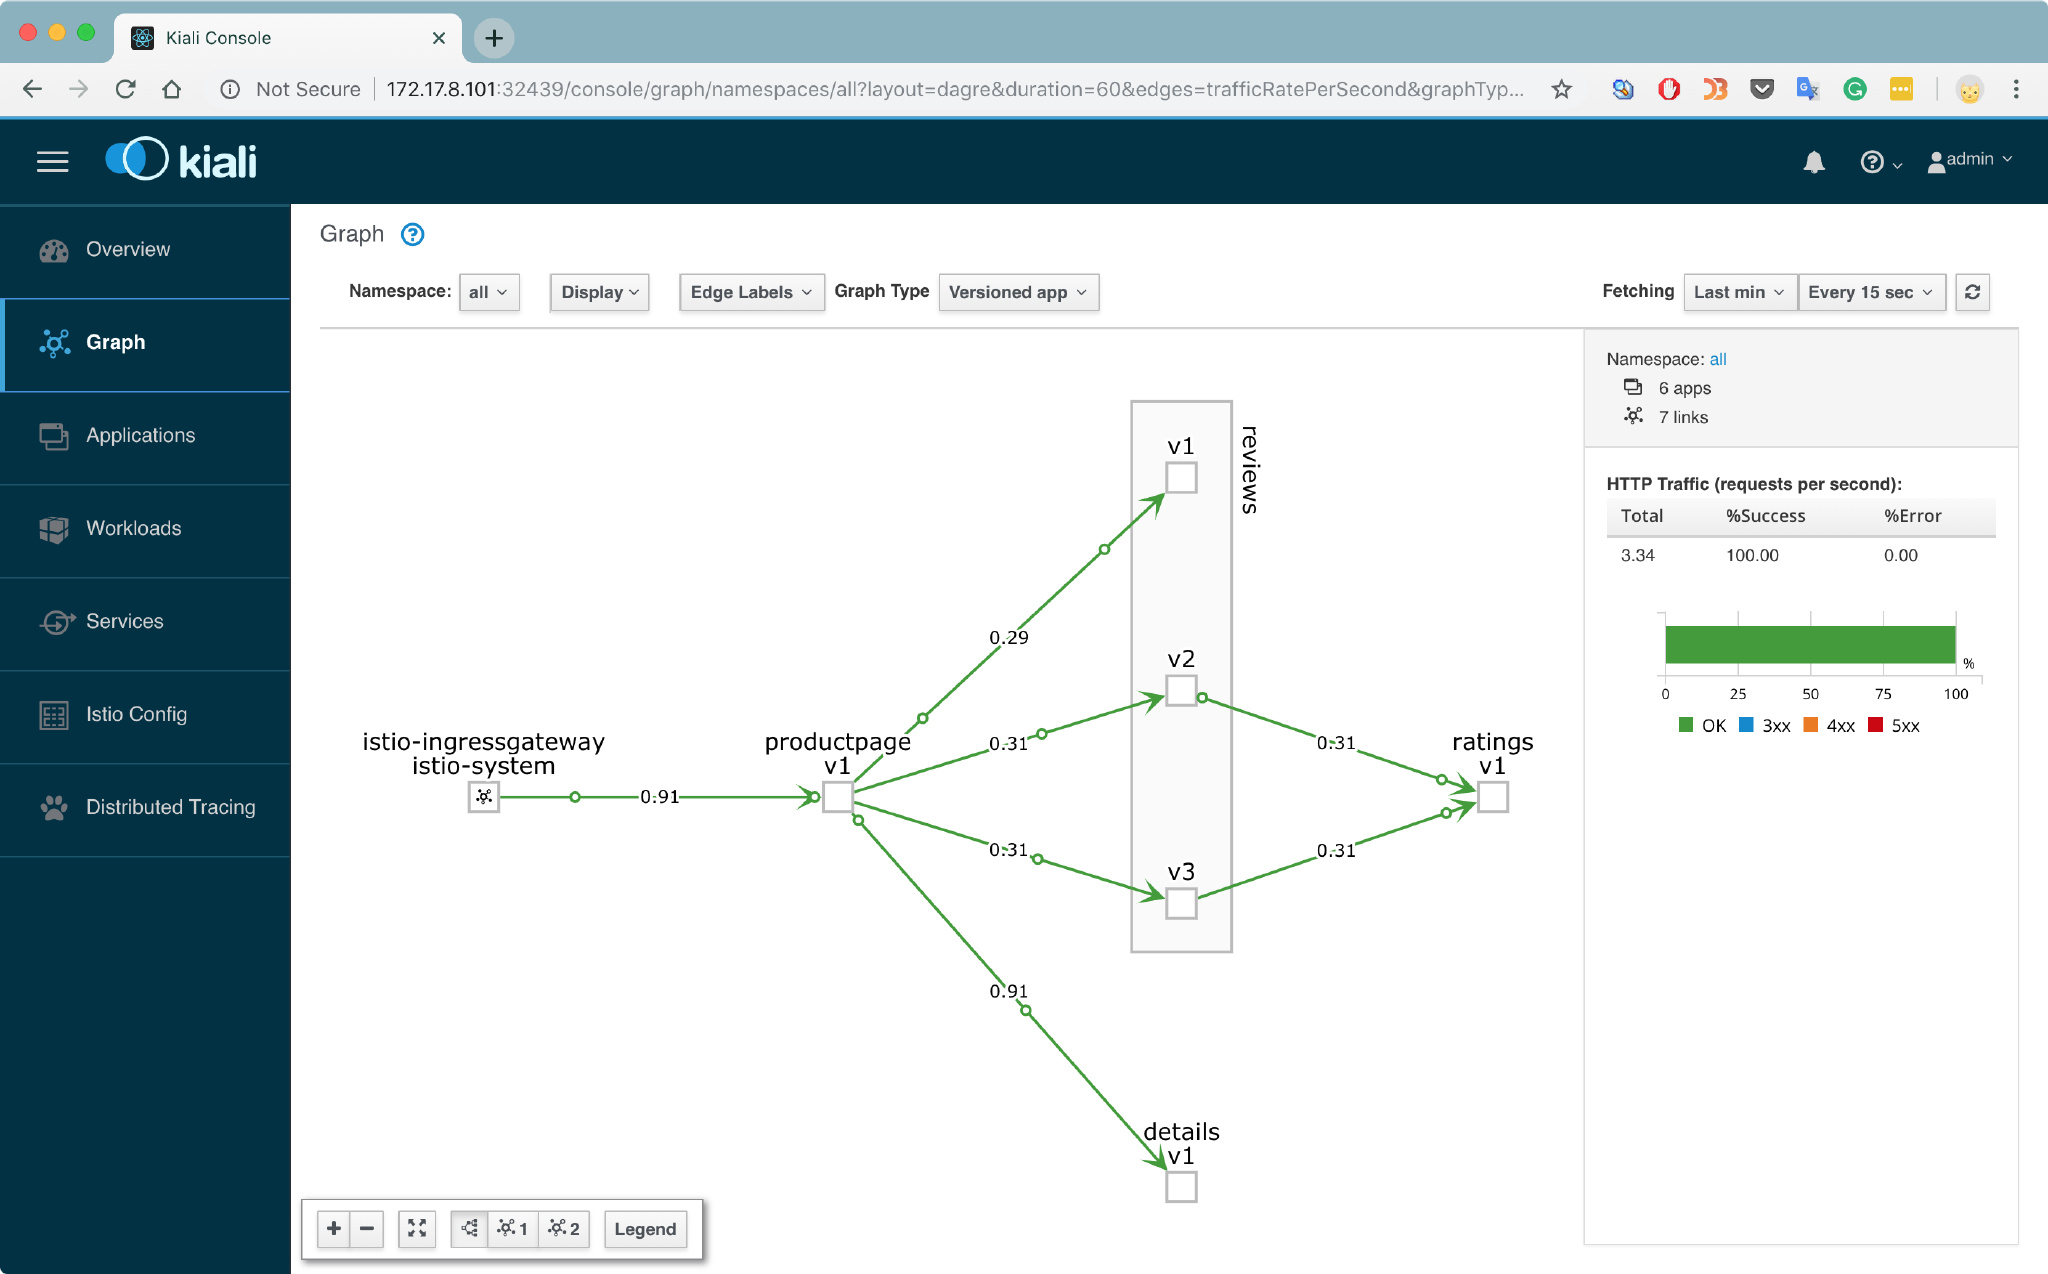 Kiali Console
Not Secure
172.17.8.101:32439/console/graph/namespaces/all?layout=dagre&duration=60&edges=trafficRatePerSecond&graphTyp...
kiali
admin
Overview
Graph
Applications
Workloads
Services
Istio Config
Distributed Tracing
Graph
Namespace: all Display Edge Labels Graph Type Versioned app Fetching Last min Every 15 sec
v1
reviews
0.29
v2
istio-ingressgateway
istio-system
0.91
productpage
v1
0.31
0.31
0.31
0.31
ratings
v1
v3
0.91
details
v1
1
2
Legend
Namespace: all
6 apps
7 links
HTTP Traffic (requests per second):
Total %Success %Error
3.34 100.00 0.00
%
0 25 50 75 100
OK 3xx 4xx 5xx